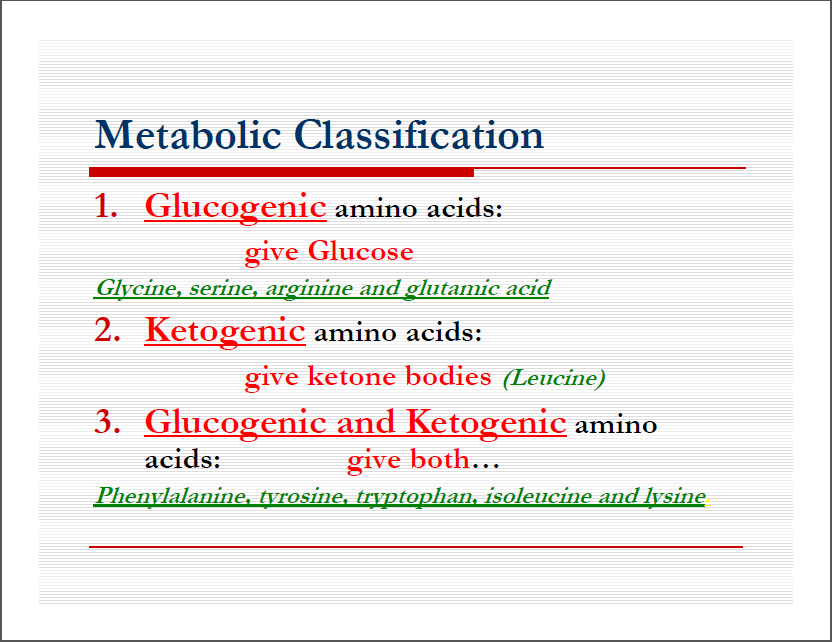 Metabolic Classification
1. Glucogenic amino acids:
give Glucose
Glycine, serine, arginine and glutamic acid
2. Ketogenic amino acids:
give ketone bodies (Leucine)
3. Glucogenic and Ketogenic amino
acids: give both…
Phenylalanine, tyrosine, tryptophan, isoleucine and lysine.